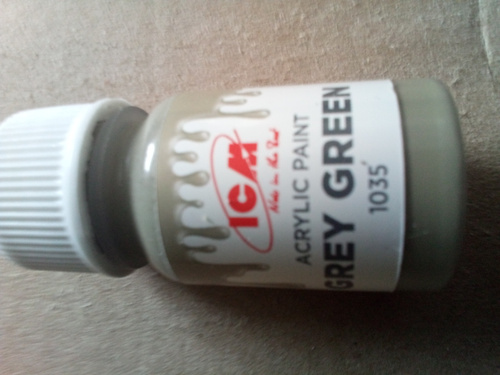 ICM
ACRYLIC PAINT
GREY GREEN
1035